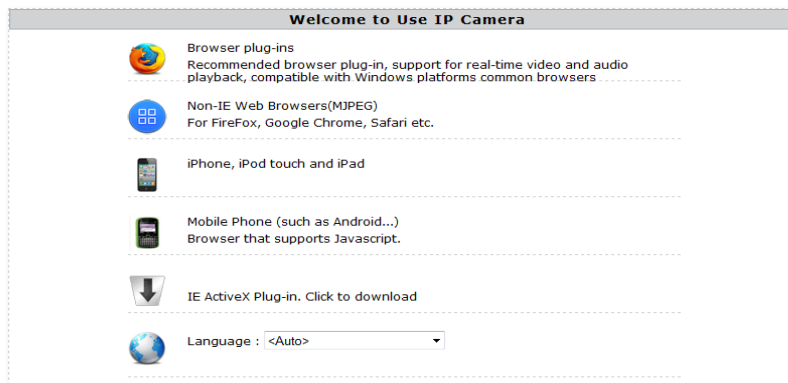 Welcome to Use IP Camera
Browser plug-ins
Recommended browser plug-in, support for real-time video and audio
playback, compatible with Windows platforms common browsers
Non-IE Web Browsers(MJPEG)
For FireFox, Google Chrome, Safari etc.
iPhone, iPod touch and iPad
Mobile Phone (such as Android...)
Browser that supports Javascript.
IE ActiveX Plug-in. Click to download
Language : <Auto>